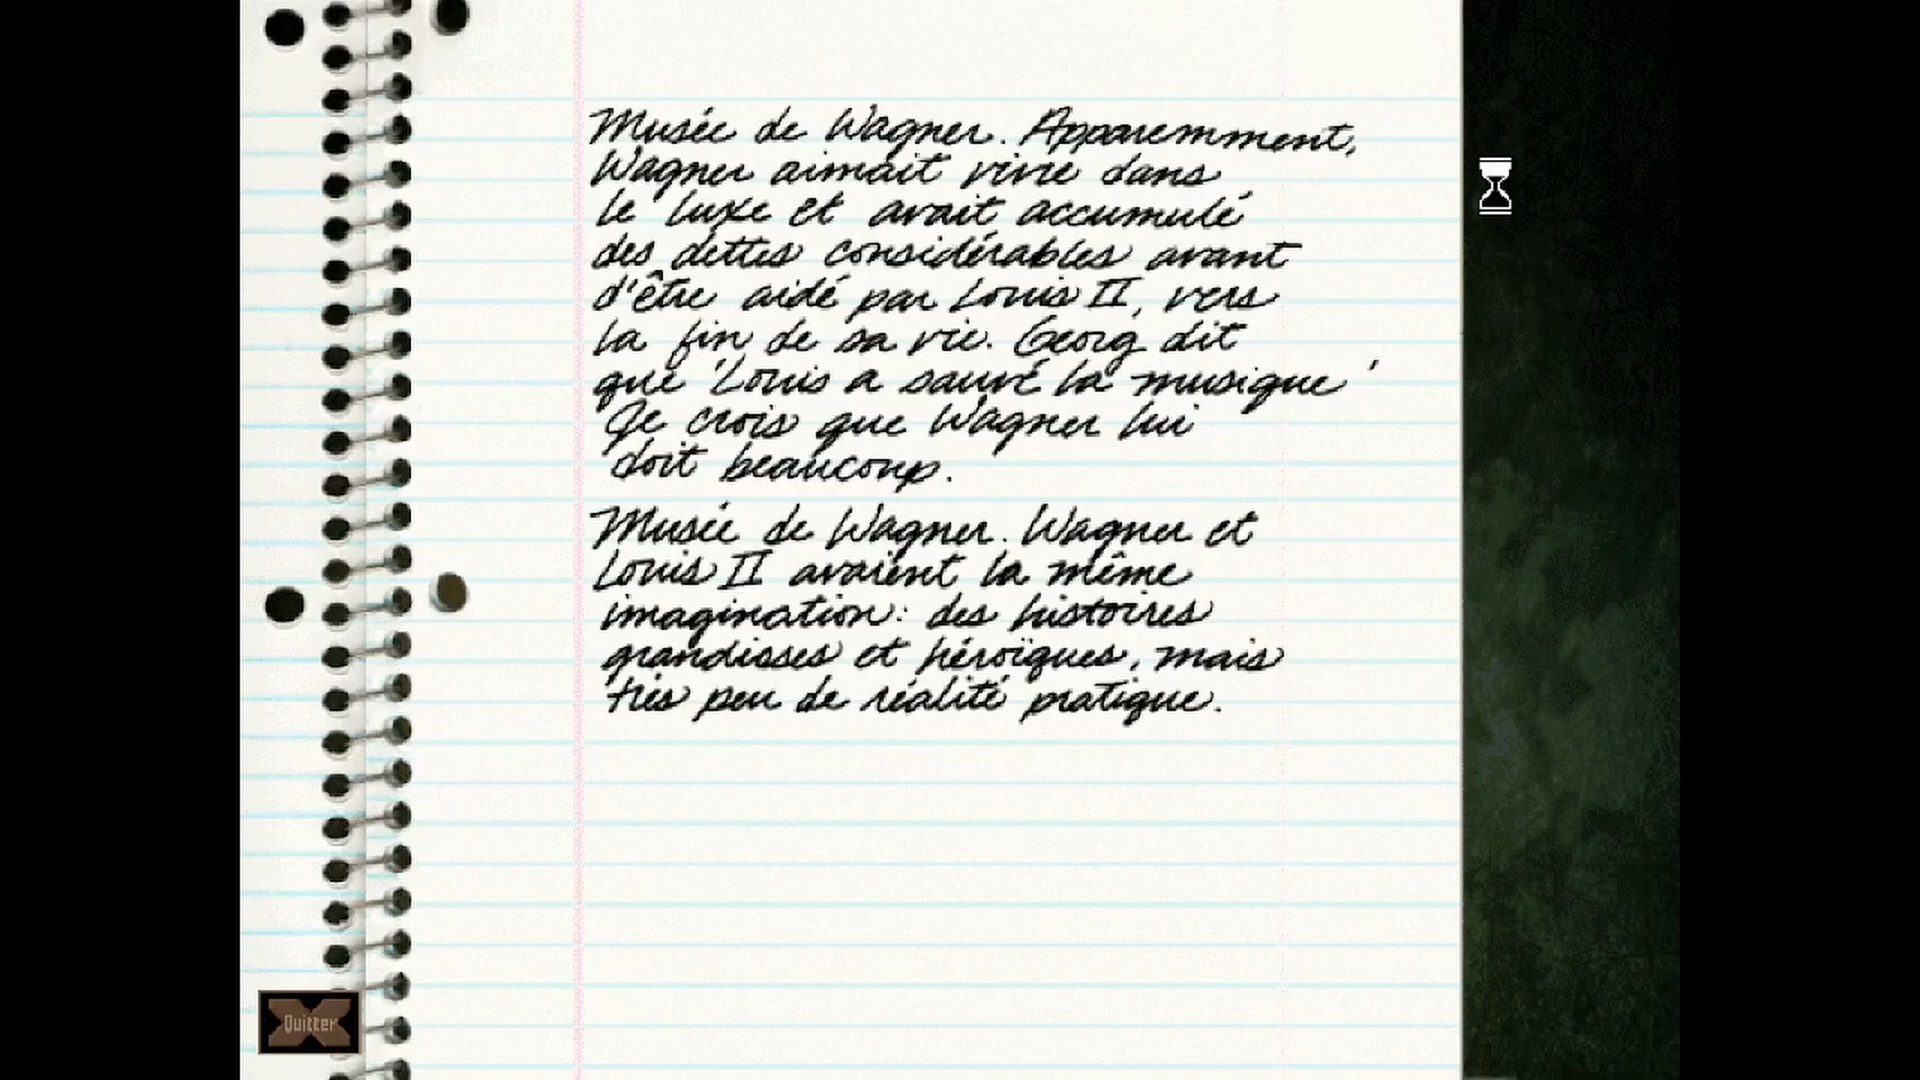 Musée de Wagner. Apparemment,
Wagner aimait vivre dans
le luxe et avait accumulé
des dettes considérables avant
d'être aidé par Louis II, vers
la fin de sa vie. Georg dit
que 'Louis a sauvé la musique'
Je crois que Wagner lui
doit beaucoup.
Musée de Wagner. Wagner et
Louis II avaient la même
imagination: des histoires
grandioses et héroïques, mais
très peu de réalité pratique.
Quitter